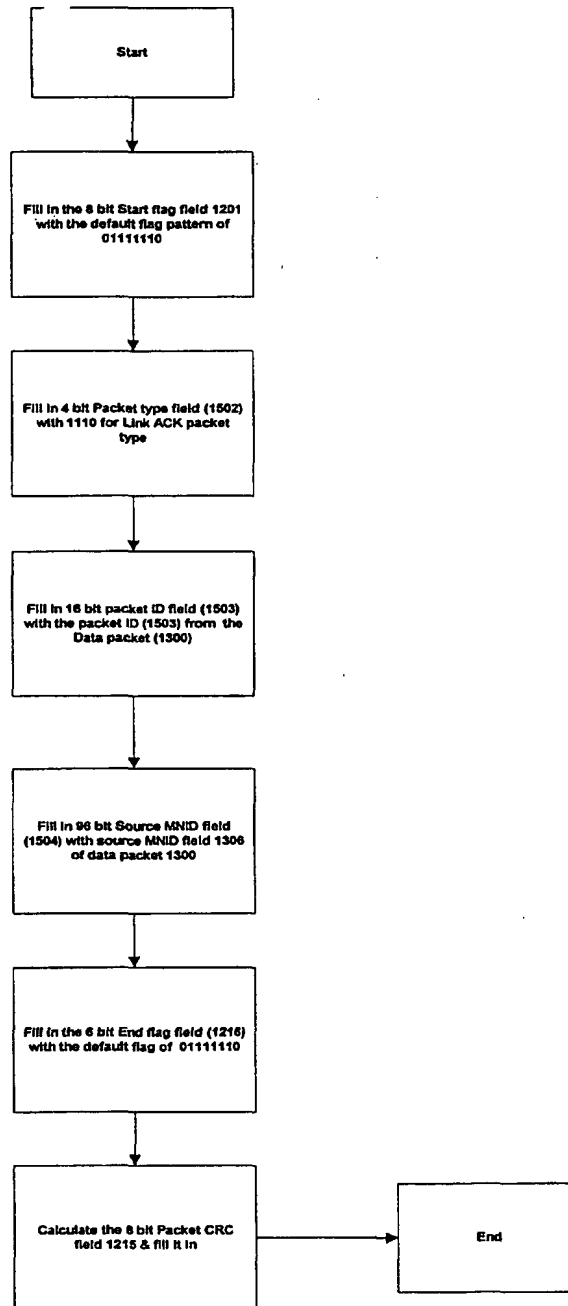 Start
Fill in the 8 bit Start flag field 1201
with the default flag pattern of
01111110
Fill in 4 bit Packet type field (1502)
with 1110 for Link ACK packet
type
Fill in 16 bit packet ID field (1503)
with the packet ID (1503) from the
Data packet (1300)
Fill in 96 bit Source MNID field
(1504) with source MNID field 1306
of data packet 1300
Fill in the 6 bit End flag field (1216)
with the default flag of 01111110
Calculate the 8 bit Packet CRC
field 1215 & fill it in
End